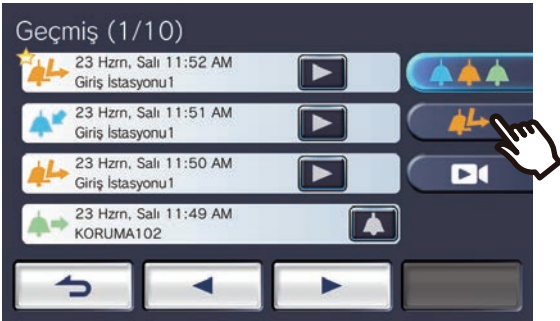 Geçmiş (1/10)
23 Hzrn, Salı 11:52 AM
Giriş İstasyonu1
23 Hzrn, Salı 11:51 AM
Giriş İstasyonu1
23 Hzrn, Salı 11:50 AM
Giriş İstasyonu1
23 Hzrn, Salı 11:49 AM
KORUMA102